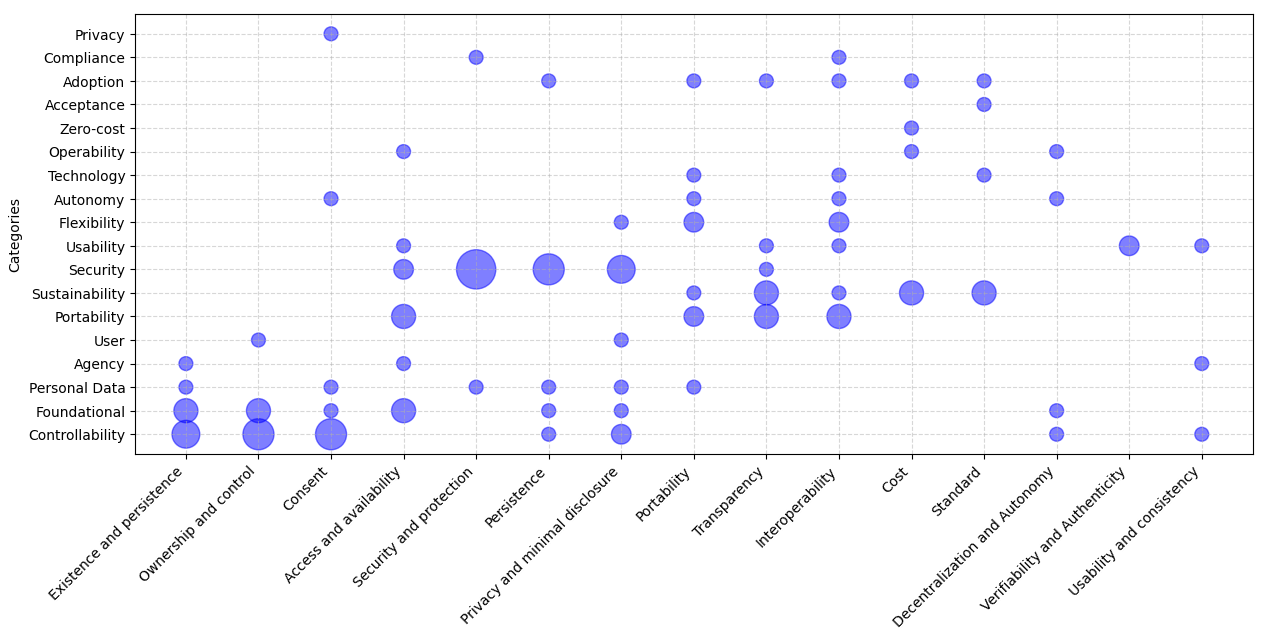 Categories
Privacy
Compliance
Adoption
Acceptance
Zero-cost
Operability
Technology
Autonomy
Flexibility
Usability
Security
Sustainability
Portability
User
Agency
Personal Data
Foundational
Controllability
Existence and persistence
Ownership and control
Consent
Access and availability
Security and protection
Persistence
Privacy and minimal disclosure
Portability
Transparency
Interoperability
Cost
Standard
Decentralization and Autonomy
Verifiability and Authenticity
Usability and consistency